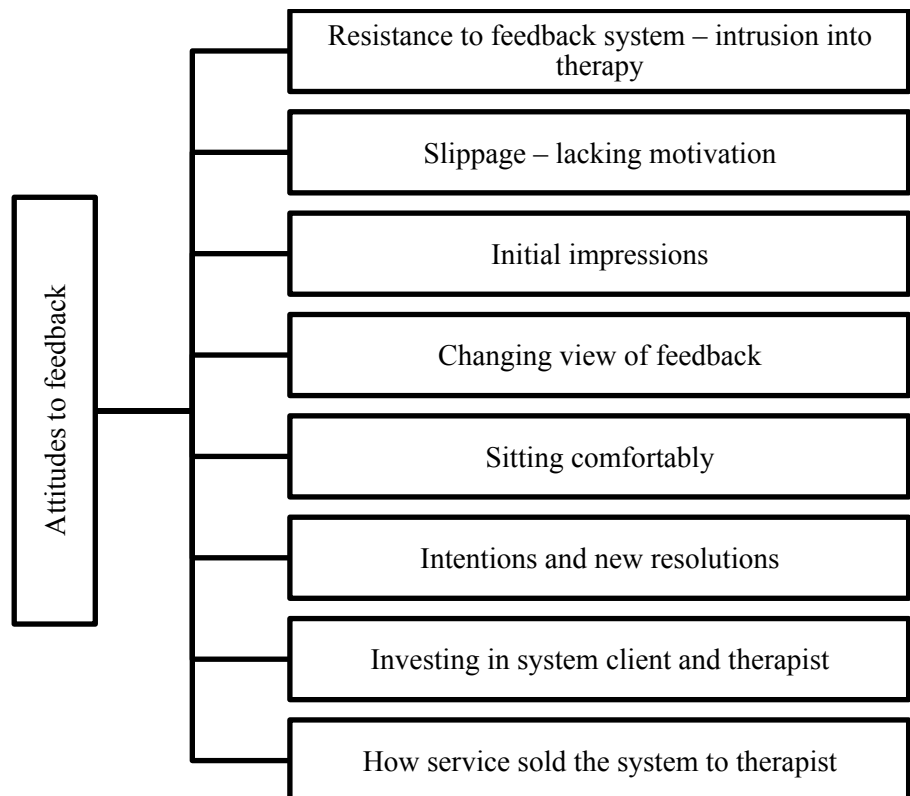 Attitudes to feedback
Resistance to feedback system – intrusion into
therapy
Slippage – lacking motivation
Initial impressions
Changing view of feedback
Sitting comfortably
Intentions and new resolutions
Investing in system client and therapist
How service sold the system to therapist